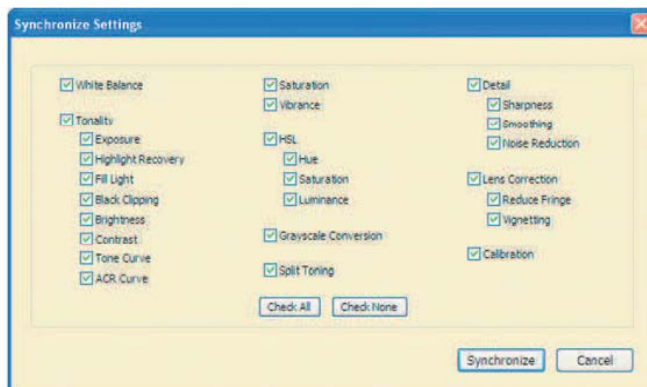 Synchronize Settings
White Balance
Tonality
Exposure
Highlight Recovery
Fill Light
Black Clipping
Brightness
Contrast
Tone Curve
ACR Curve
Saturation
Vibrance
HSL
Hue
Saturation
Luminance
Grayscale Conversion
Split Toning
Detail
Sharpness
Smoothing
Noise Reduction
Lens Correction
Reduce Fringe
Vignetting
Calibration
Check All
Check None
Synchronize
Cancel